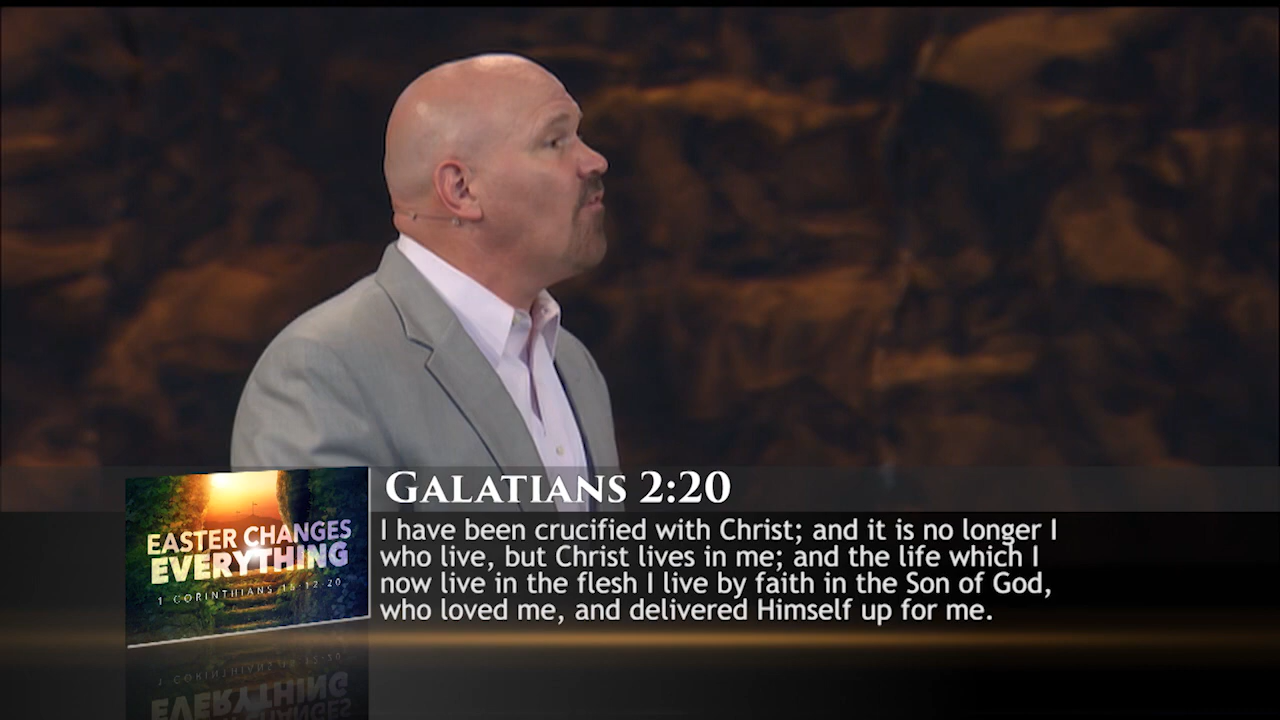 GALATIANS 2:20
EASTER CHANGES
EVERYTHING
1 CORINTHIANS 15:12-20
I have been crucified with Christ; and it is no longer I
who live, but Christ lives in me; and the life which I
now live in the flesh I live by faith in the Son of God,
who loved me, and delivered Himself up for me.